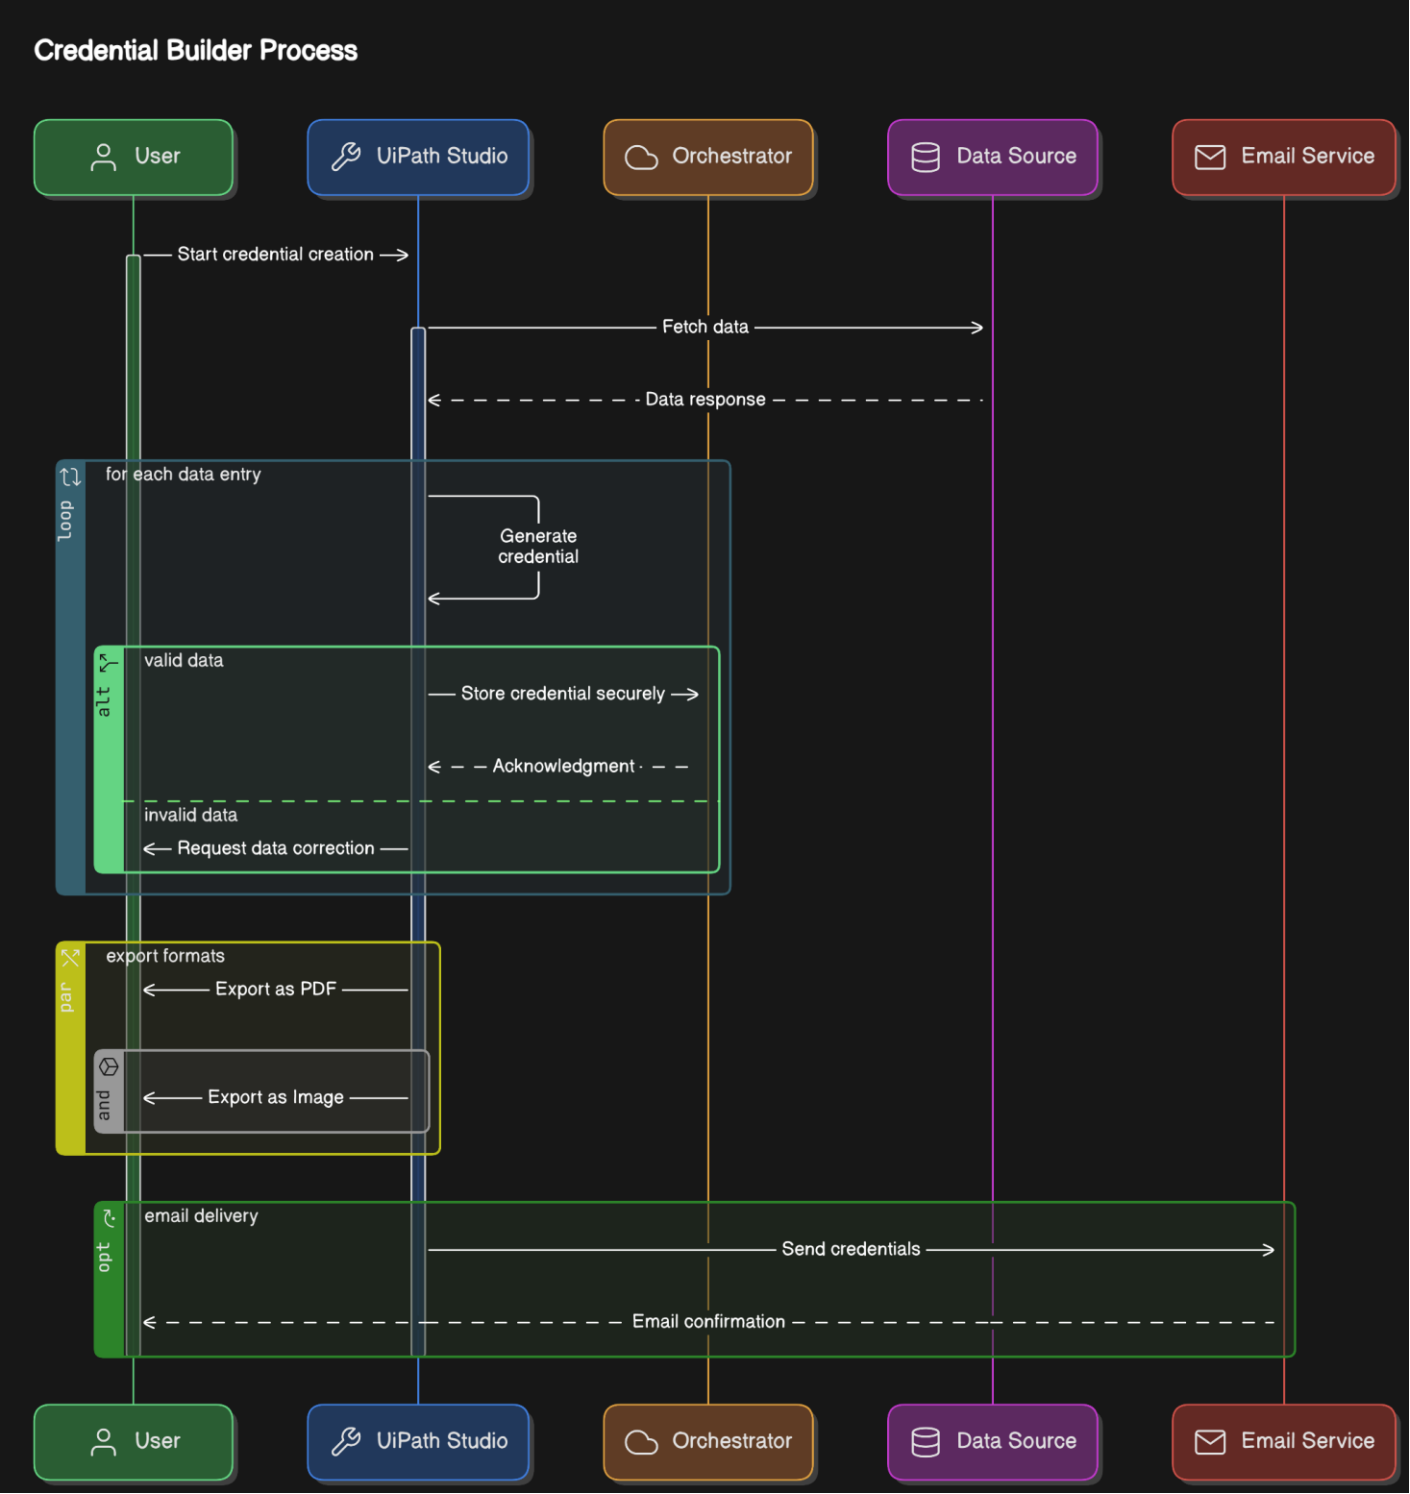 Credential Builder Process
User
UiPath Studio
Orchestrator
Data Source
Email Service
Start credential creation
Fetch data
Data response
loop
for each data entry
Generate
credential
alt
valid data
Store credential securely
Acknowledgment
invalid data
Request data correction
par
export formats
Export as PDF
and
Export as Image
opt
email delivery
Send credentials
Email confirmation
User
UiPath Studio
Orchestrator
Data Source
Email Service